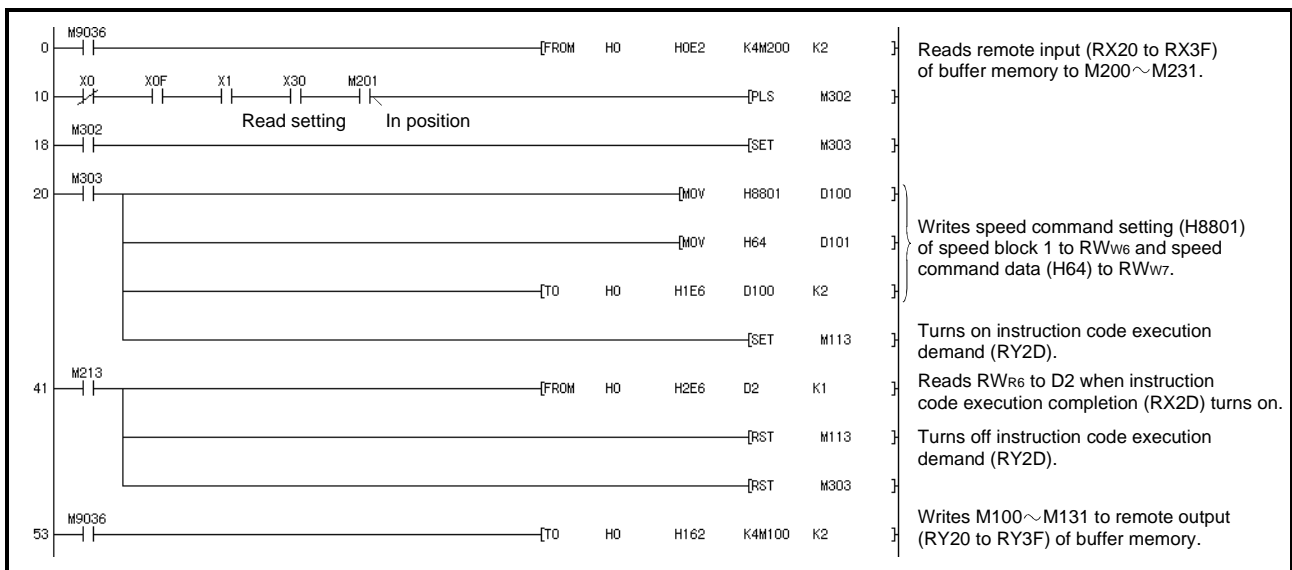 M9036
0 [FROM H0 H0E2 K4M200 K2 ] Reads remote input (RX20 to RX3F)
of buffer memory to M200～M231.
X0 X0F X1 X30 M201
10 [PLS M302 ]
Read setting In position
M302
18 [SET M303 ]
M303
20 [MOV H8801 D100 ]
Writes speed command setting (H8801)
[MOV H64 D101 ] of speed block 1 to RWW6 and speed
command data (H64) to RWW7.
[TO H0 H1E6 D100 K2 ]
[SET M113 ] Turns on instruction code execution
demand (RY2D).
M213
41 [FROM H0 H2E6 D2 K1 ] Reads RWR6 to D2 when instruction
code execution completion (RX2D) turns on.
[RST M113 ] Turns off instruction code execution
demand (RY2D).
[RST M303 ]
M9036
53 [TO H0 H162 K4M100 K2 ] Writes M100～M131 to remote output
(RY20 to RY3F) of buffer memory.